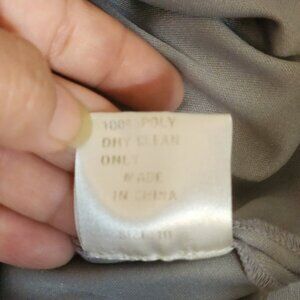 100% POLY
DRY CLEAN
ONLY
MADE
IN CHINA